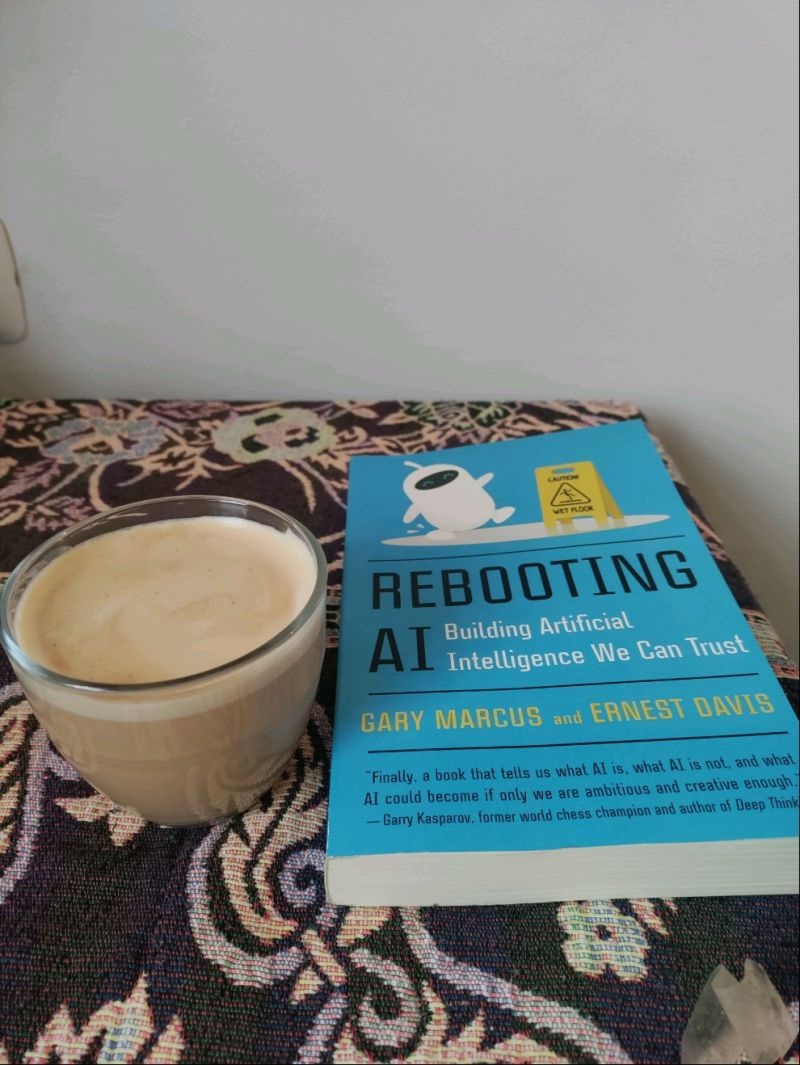 CAUTION!
WET FLOOR
REBOOTING
AI Building Artificial
Intelligence We Can Trust
GARY MARCUS and ERNEST DAVIS
"Finally, a book that tells us what AI is, what AI is not, and what
AI could become if only we are ambitious and creative enough."
— Garry Kasparov, former world chess champion and author of Deep Think